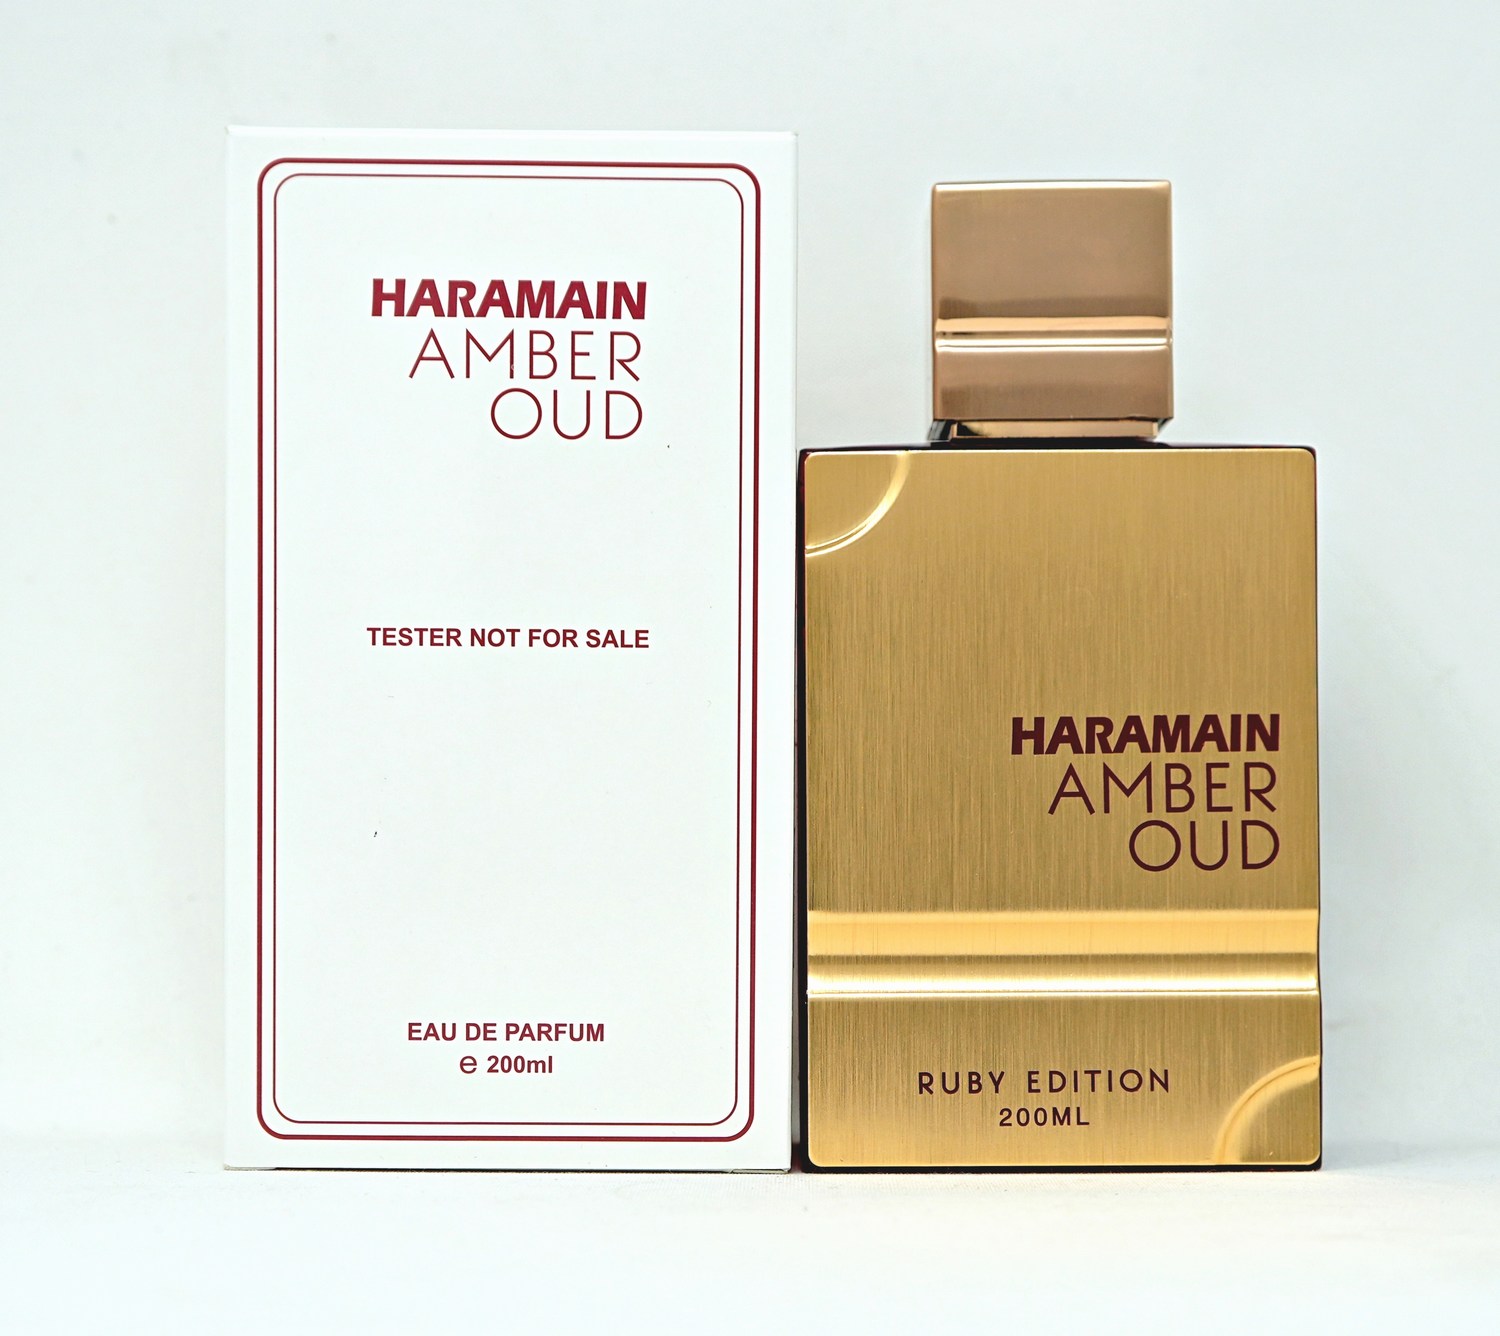 HARAMAIN
AMBER
OUD
TESTER NOT FOR SALE
EAU DE PARFUM
℮ 200ml
HARAMAIN
AMBER
OUD
RUBY EDITION
200ML